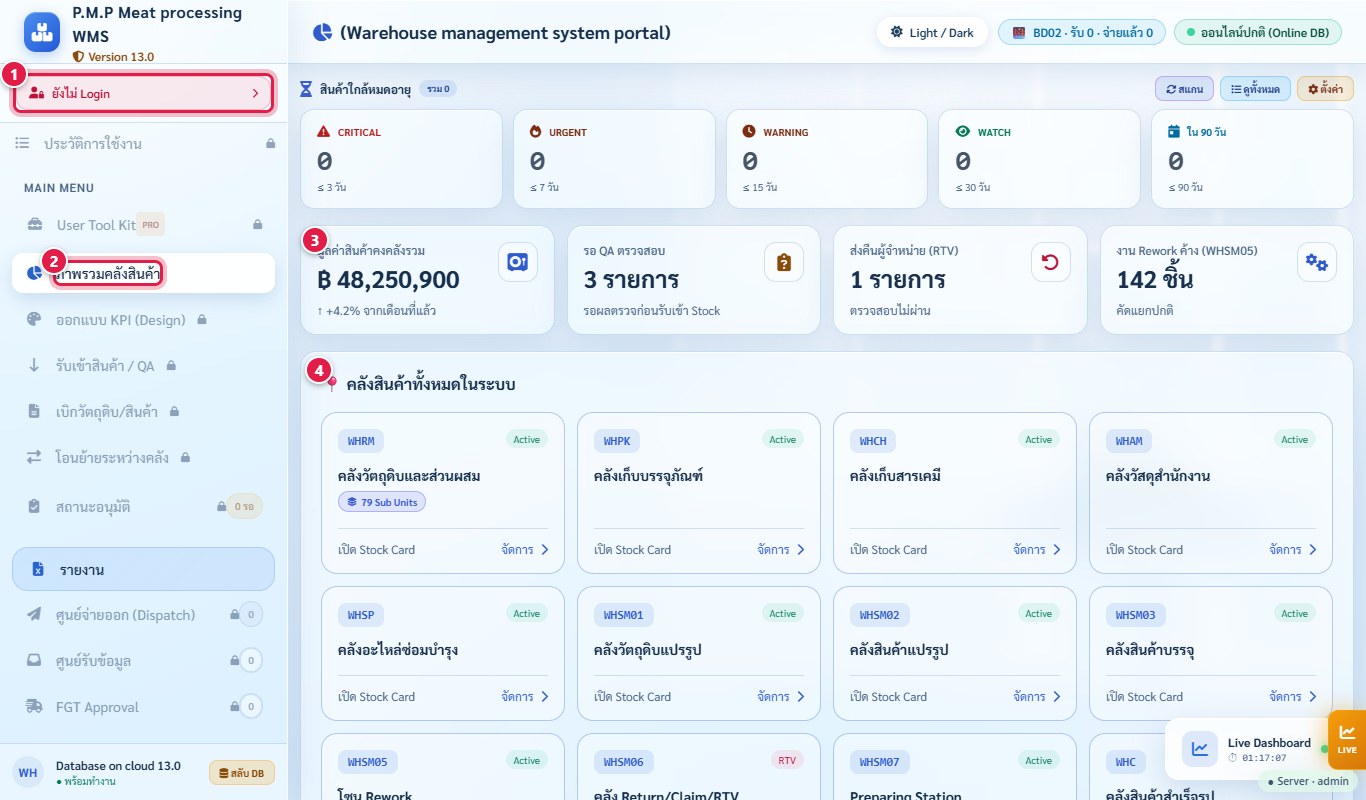 P.M.P Meat processing
WMS
Version 13.0
1
ยังไม่ Login
ประวัติการใช้งาน
MAIN MENU
User Tool Kit PRO
2
ภาพรวมคลังสินค้า
ออกแบบ KPI (Design)
รับเข้าสินค้า / QA
เบิกวัตถุดิบ/สินค้า
โอนย้ายระหว่างคลัง
สถานะอนุมัติ 0 รอ
รายงาน
ศูนย์จ่ายออก (Dispatch) 0
ศูนย์รับข้อมูล 0
FGT Approval 0
WH
Database on cloud 13.0
● พร้อมทำงาน
สลับ DB
(Warehouse management system portal)
Light / Dark
BD02 · รับ 0 · จ่ายแล้ว 0
ออนไลน์ปกติ (Online DB)
สินค้าใกล้หมดอายุ รวม 0
สแกน
ดูทั้งหมด
ตั้งค่า
CRITICAL
0
≤ 3 วัน
URGENT
0
≤ 7 วัน
WARNING
0
≤ 15 วัน
WATCH
0
≤ 30 วัน
ใน 90 วัน
0
≤ 90 วัน
3
มูลค่าสินค้าคงคลังรวม
฿ 48,250,900
↑ +4.2% จากเดือนที่แล้ว
รอ QA ตรวจสอบ
3 รายการ
รอผลตรวจก่อนรับเข้า Stock
ส่งคืนผู้จำหน่าย (RTV)
1 รายการ
ตรวจสอบไม่ผ่าน
งาน Rework ค้าง (WHSM05)
142 ชิ้น
คัดแยกปกติ
4
คลังสินค้าทั้งหมดในระบบ
WHRM Active
คลังวัตถุดิบและส่วนผสม
79 Sub Units
เปิด Stock Card จัดการ
WHPK Active
คลังเก็บบรรจุภัณฑ์
เปิด Stock Card จัดการ
WHCH Active
คลังเก็บสารเคมี
เปิด Stock Card จัดการ
WHAM Active
คลังวัสดุสำนักงาน
เปิด Stock Card จัดการ
WHSP Active
คลังอะไหล่ซ่อมบำรุง
เปิด Stock Card จัดการ
WHSM01 Active
คลังวัตถุดิบแปรรูป
เปิด Stock Card จัดการ
WHSM02 Active
คลังสินค้าแปรรูป
เปิด Stock Card จัดการ
WHSM03 Active
คลังสินค้าบรรจุ
เปิด Stock Card จัดการ
WHSM05 Active
โซน Rework
WHSM06 RTV
คลัง Return/Claim/RTV
WHSM07 Active
Preparing Station
WHC
คลังสินค้าสำเร็จรูป
Live Dashboard
01:17:07
LIVE
● Server · admin